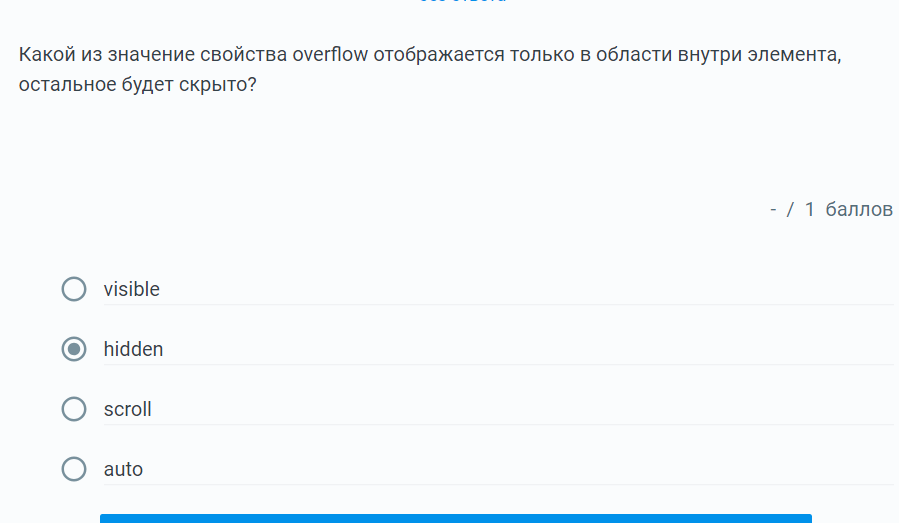 Какой из значение свойства overflow отображается только в области внутри элемента,
остальное будет скрыто?
- / 1 баллов
visible
hidden
scroll
auto